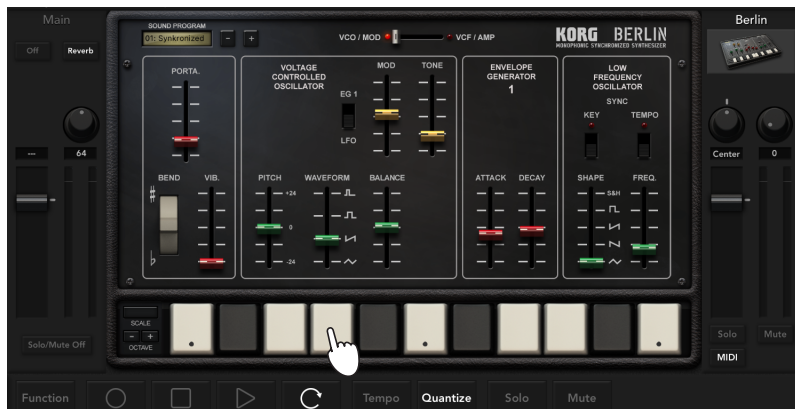 Main
Off
Reverb
---
64
Solo/Mute Off
SOUND PROGRAM
01: Synkronized
-
+
VCO / MOD
VCF / AMP
KORG BERLIN
MONOPHONIC SYNCHRONIZED SYNTHESIZER
PORTA.
VOLTAGE
CONTROLLED
OSCILLATOR
EG 1
LFO
MOD
TONE
ENVELOPE
GENERATOR
1
LOW
FREQUENCY
OSCILLATOR
SYNC
KEY
TEMPO
BEND
VIB.
PITCH
WAVEFORM
BALANCE
+24
0
-24
ATTACK
DECAY
SHAPE
FREQ.
S&H
SCALE
- +
OCTAVE
Berlin
Center
0
Solo
Mute
MIDI
Function
Tempo
Quantize
Solo
Mute